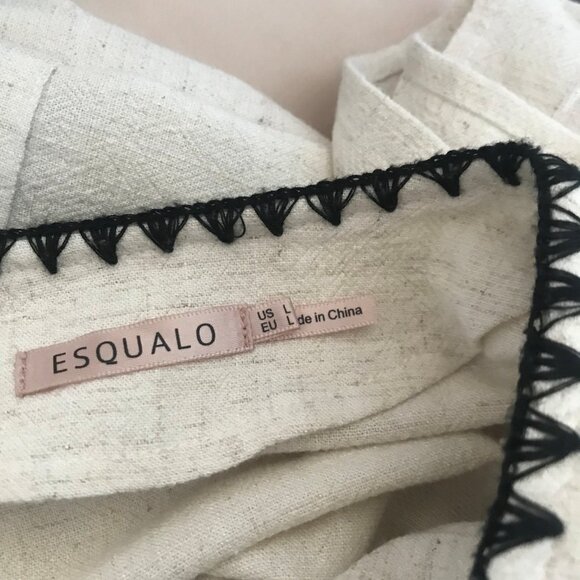 ESQUALO
US L
EU L
de in China